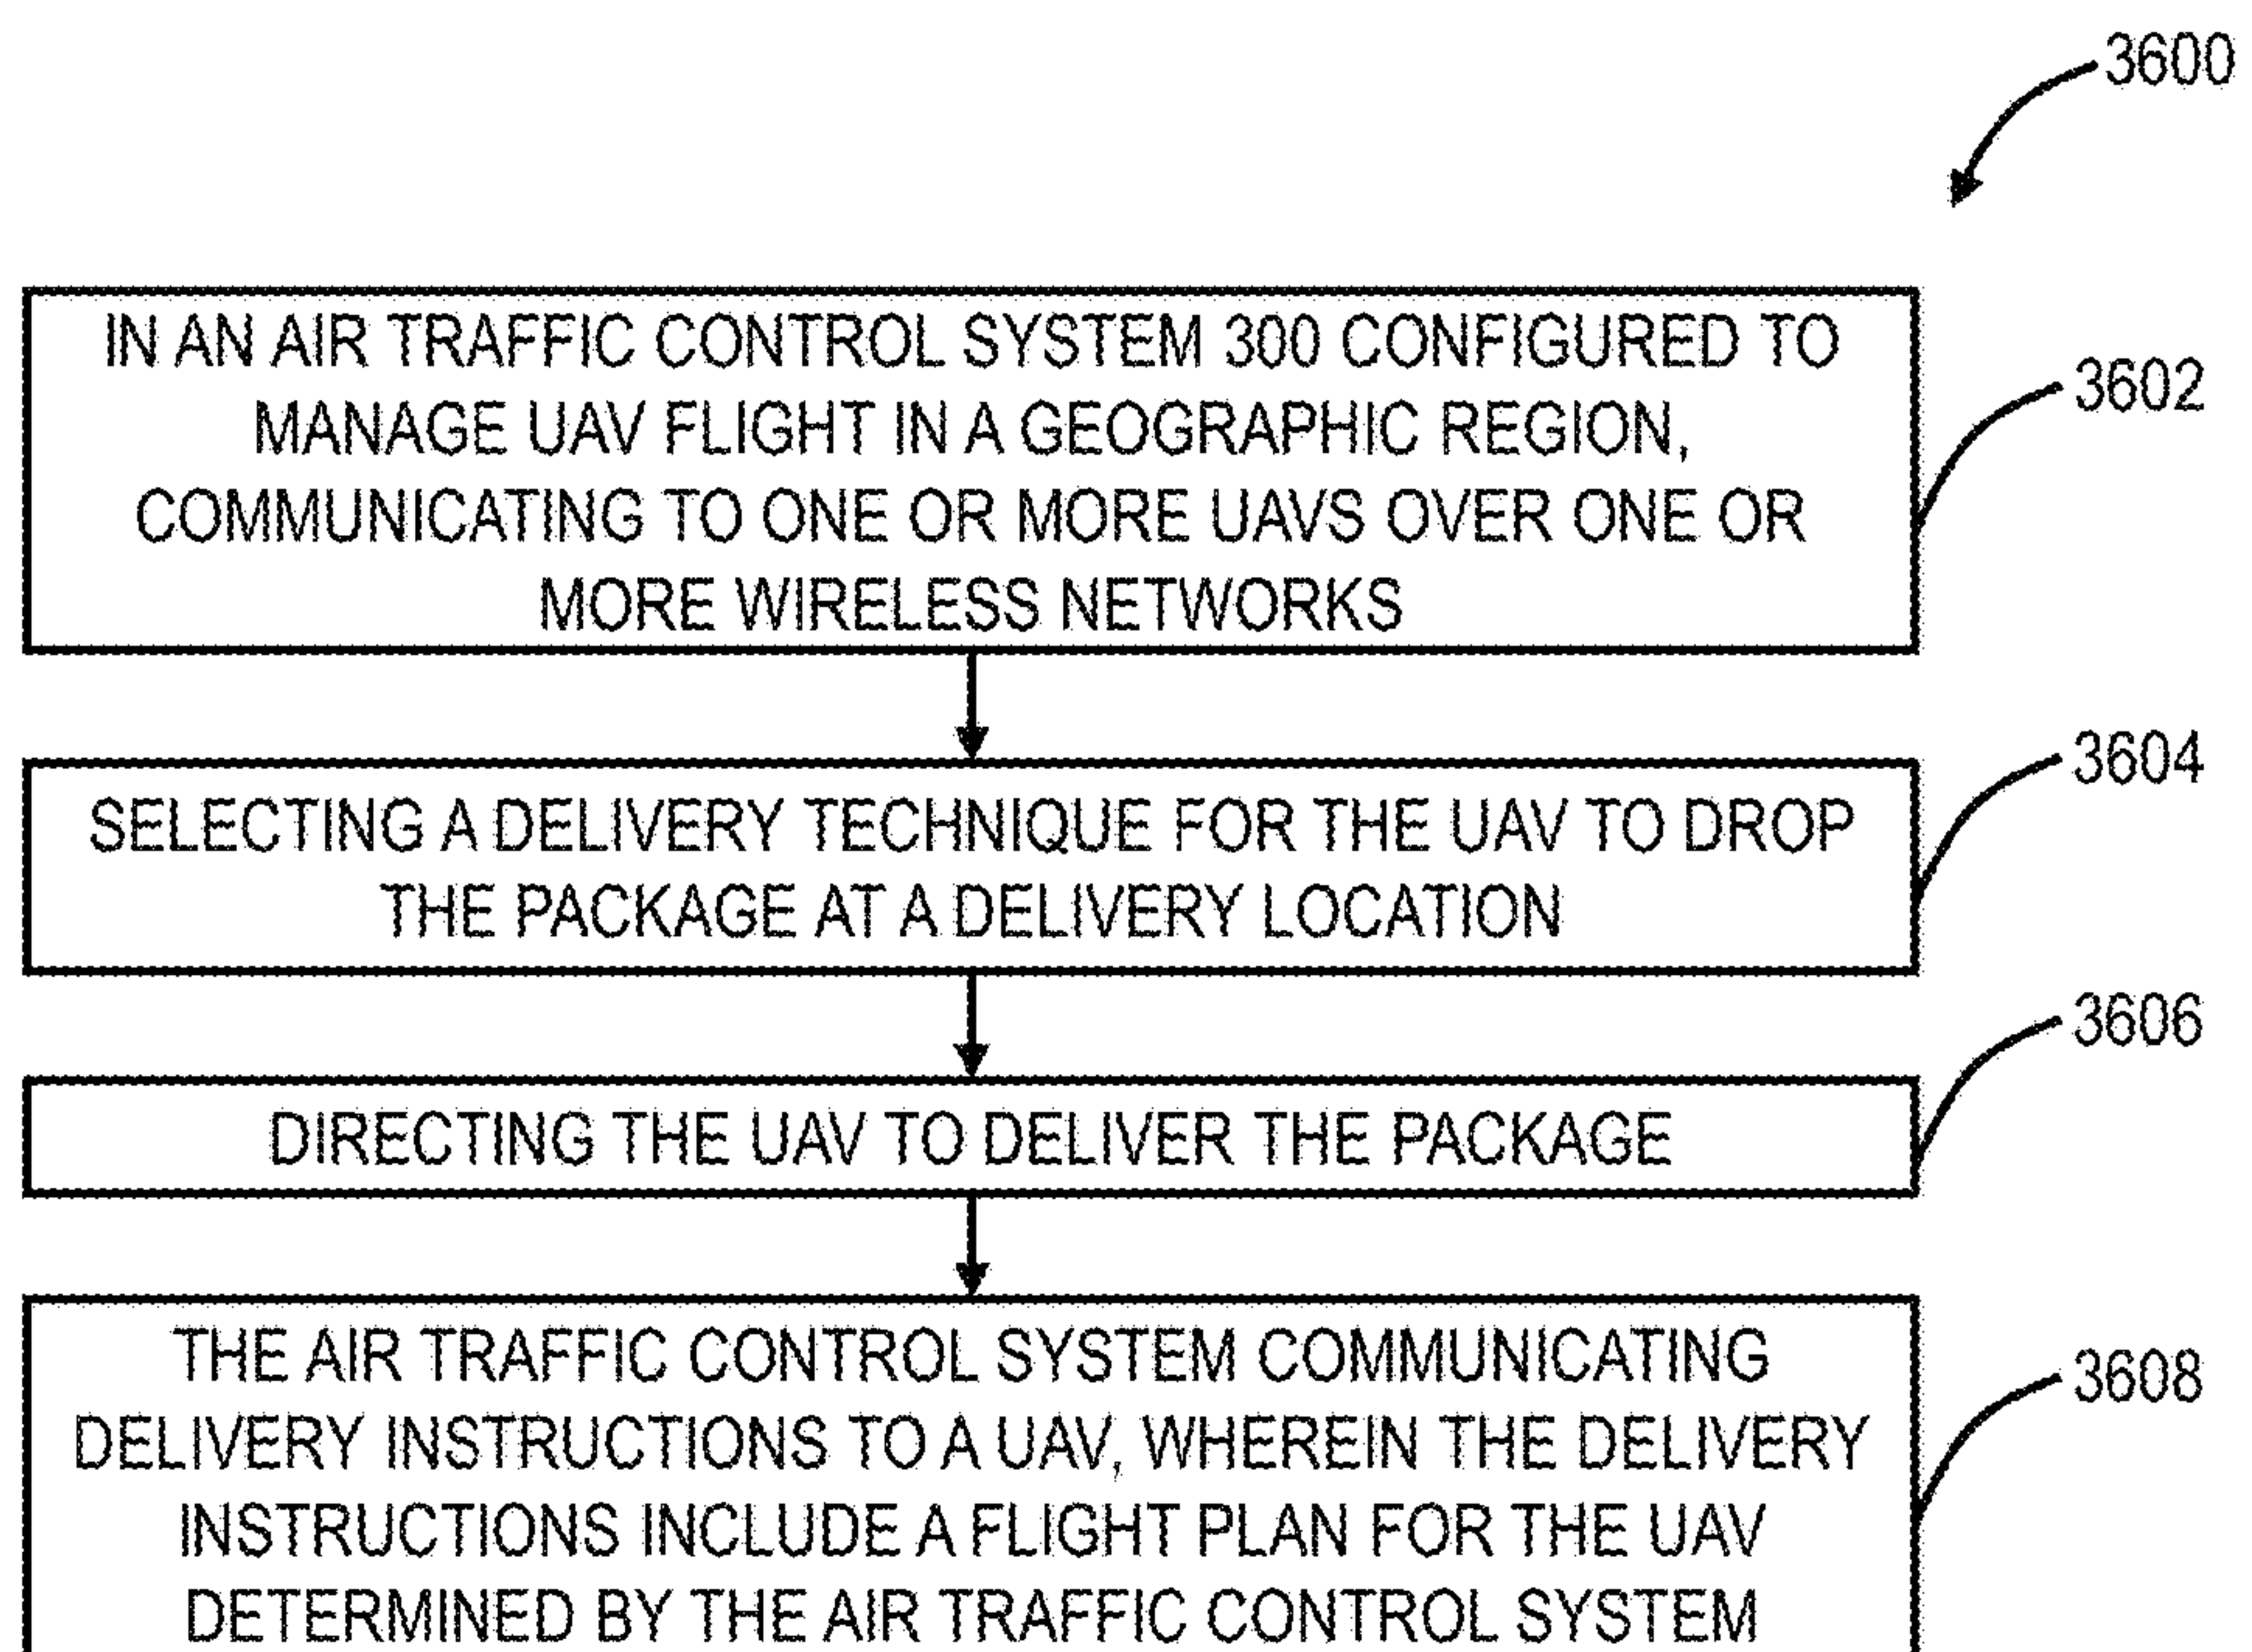 3600
IN AN AIR TRAFFIC CONTROL SYSTEM 300 CONFIGURED TO
MANAGE UAV FLIGHT IN A GEOGRAPHIC REGION,
COMMUNICATING TO ONE OR MORE UAVS OVER ONE OR
MORE WIRELESS NETWORKS
3602
SELECTING A DELIVERY TECHNIQUE FOR THE UAV TO DROP
THE PACKAGE AT A DELIVERY LOCATION
3604
DIRECTING THE UAV TO DELIVER THE PACKAGE
3606
THE AIR TRAFFIC CONTROL SYSTEM COMMUNICATING
DELIVERY INSTRUCTIONS TO A UAV, WHEREIN THE DELIVERY
INSTRUCTIONS INCLUDE A FLIGHT PLAN FOR THE UAV
DETERMINED BY THE AIR TRAFFIC CONTROL SYSTEM
3608